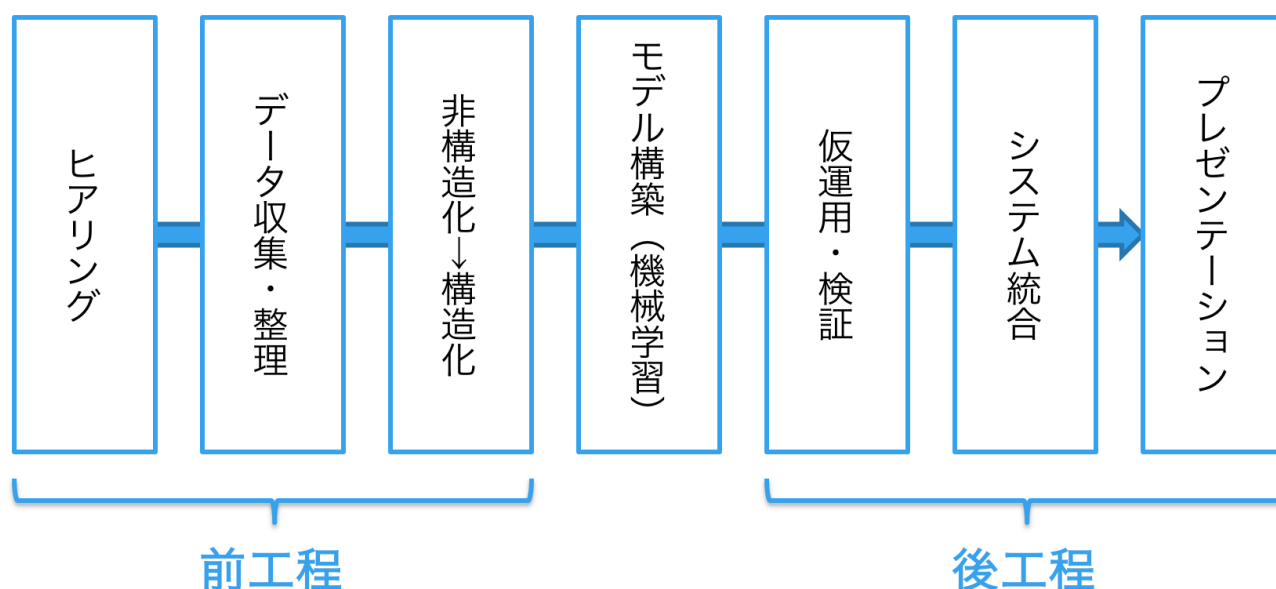 ヒアリング
データ収集・整理
非構造化→構造化
モデル構築（機械学習）
仮運用・検証
システム統合
プレゼンテーション
前工程
後工程